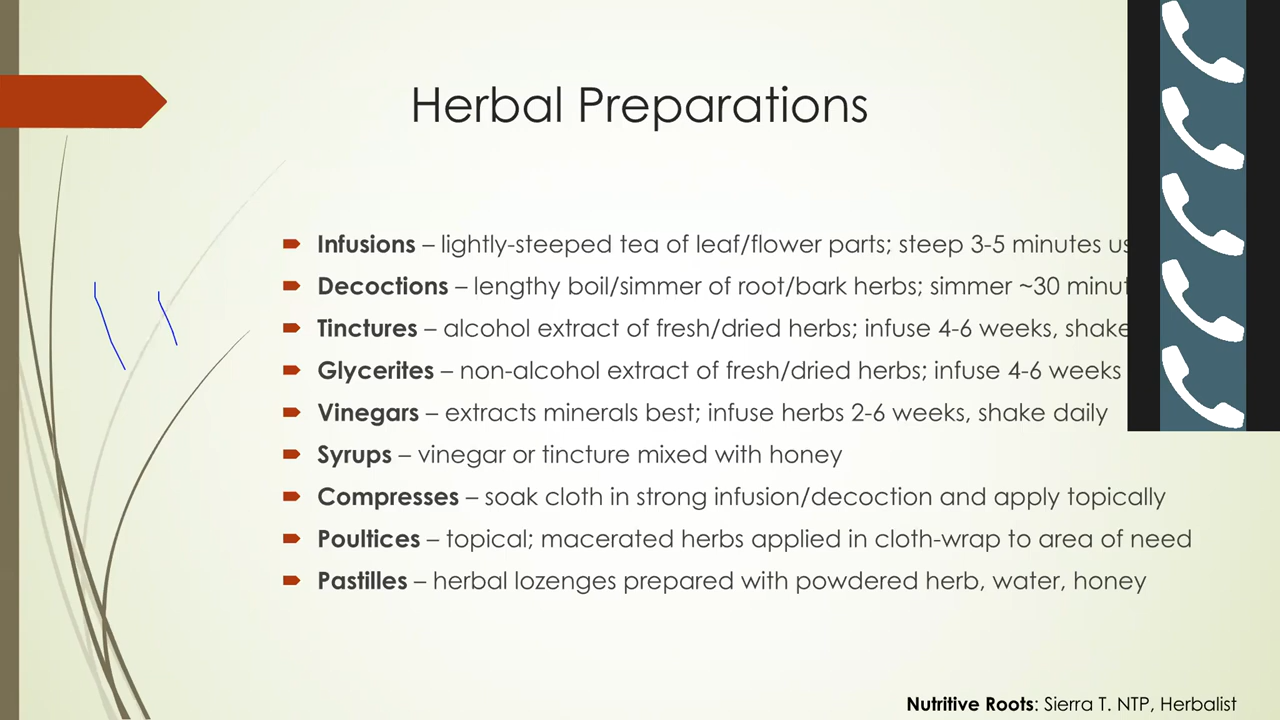 Herbal Preparations
Infusions – lightly-steeped tea of leaf/flower parts; steep 3-5 minutes
Decoctions – lengthy boil/simmer of root/bark herbs; simmer ~30
Tinctures – alcohol extract of fresh/dried herbs; infuse 4-6 weeks, shake
Glycerites – non-alcohol extract of fresh/dried herbs; infuse 4-6 weeks
Vinegars – extracts minerals best; infuse herbs 2-6 weeks, shake daily
Syrups – vinegar or tincture mixed with honey
Compresses – soak cloth in strong infusion/decoction and apply topically
Poultices – topical; macerated herbs applied in cloth-wrap to area of need
Pastilles – herbal lozenges prepared with powdered herb, water, honey
Nutritive Roots: Sierra T. NTP, Herbalist